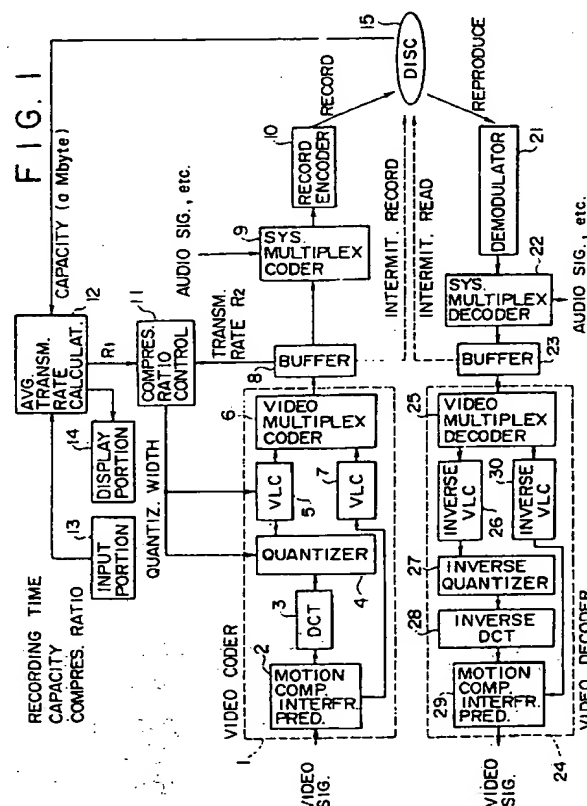 FIG. 1
RECORDING TIME
CAPACITY
COMPRES. RATIO
13
INPUT
PORTION
14
DISPLAY
PORTION
12
AVG.
TRANSM.
RATE
CALCULAT.
CAPACITY (a Mbyte)
R1
11
COMPRES.
RATIO
CONTROL
QUANTIZ. WIDTH
TRANSM.
RATE R2
AUDIO SIG., etc.
VIDEO CODER
1
VIDEO
SIG.
2
MOTION
COMP.
INTERFR.
PRED.
3
DCT
4
QUANTIZER
5
VLC
7
VLC
6
VIDEO
MULTIPLEX
CODER
8
BUFFER
9
SYS.
MULTIPLEX
CODER
10
RECORD
ENCODER
RECORD
15
DISC
INTERMIT. RECORD
INTERMIT. READ
REPRODUCE
21
DEMODULATOR
22
SYS.
MULTIPLEX
DECODER
AUDIO SIG., etc.
23
BUFFER
25
VIDEO
MULTIPLEX
DECODER
26
INVERSE
VLC
30
INVERSE
VLC
27
INVERSE
QUANTIZER
28
INVERSE
DCT
29
MOTION
COMP.
INTERFR.
PRED.
24
VIDEO DECODER
VIDEO
SIG.